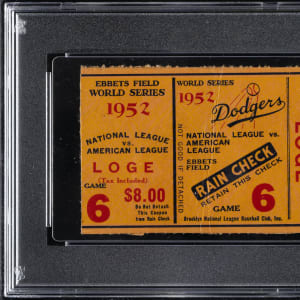 EBBETS FIELD
WORLD SERIES
1952
NATIONAL LEAGUE
vs.
AMERICAN LEAGUE
LOGE
(Tax Included)
GAME
6
$8.00
Do Not Detach
This Coupon
from Rain Check
NOT GOOD IF DETACHED
WORLD SERIES
1952
Dodgers
NATIONAL LEAGUE vs.
AMERICAN LEAGUE
EBBETS
FIELD
RAIN CHECK
RETAIN THIS CHECK
GAME
6
Brooklyn National League Baseball Club, Inc.